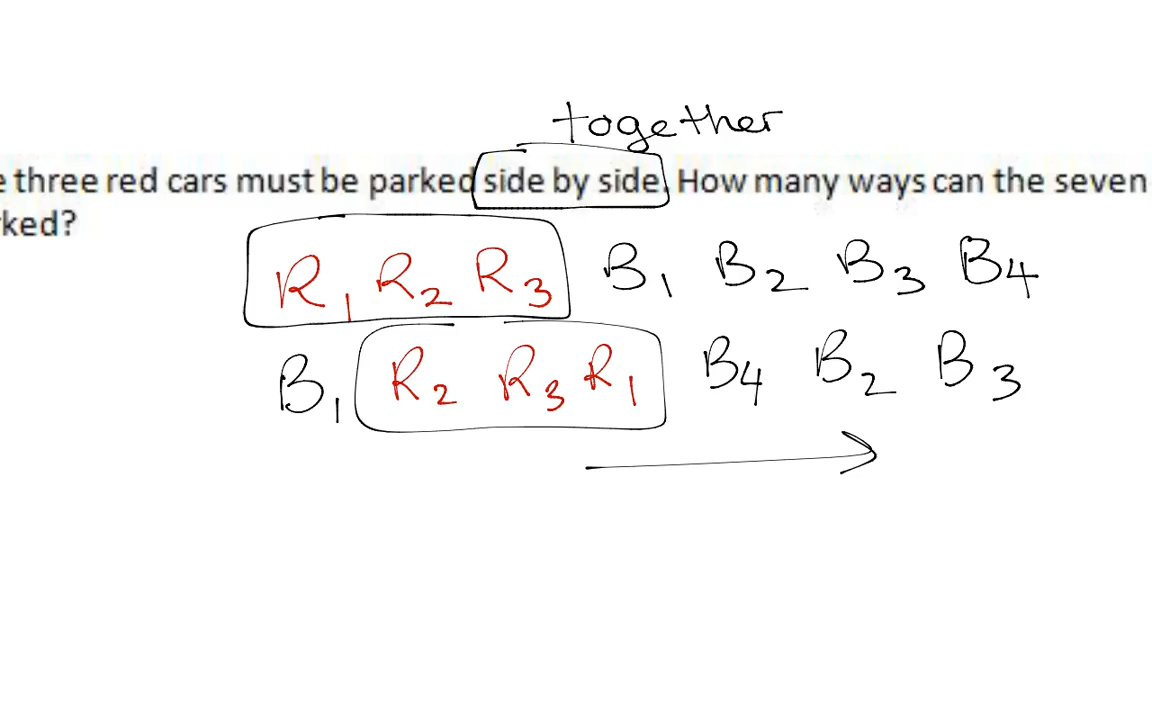 together
three red cars must be parked side by side. How many ways can the seven
ked?
R1 R2 R3 B1 B2 B3 B4
B1 R2 R3 R1 B4 B2 B3